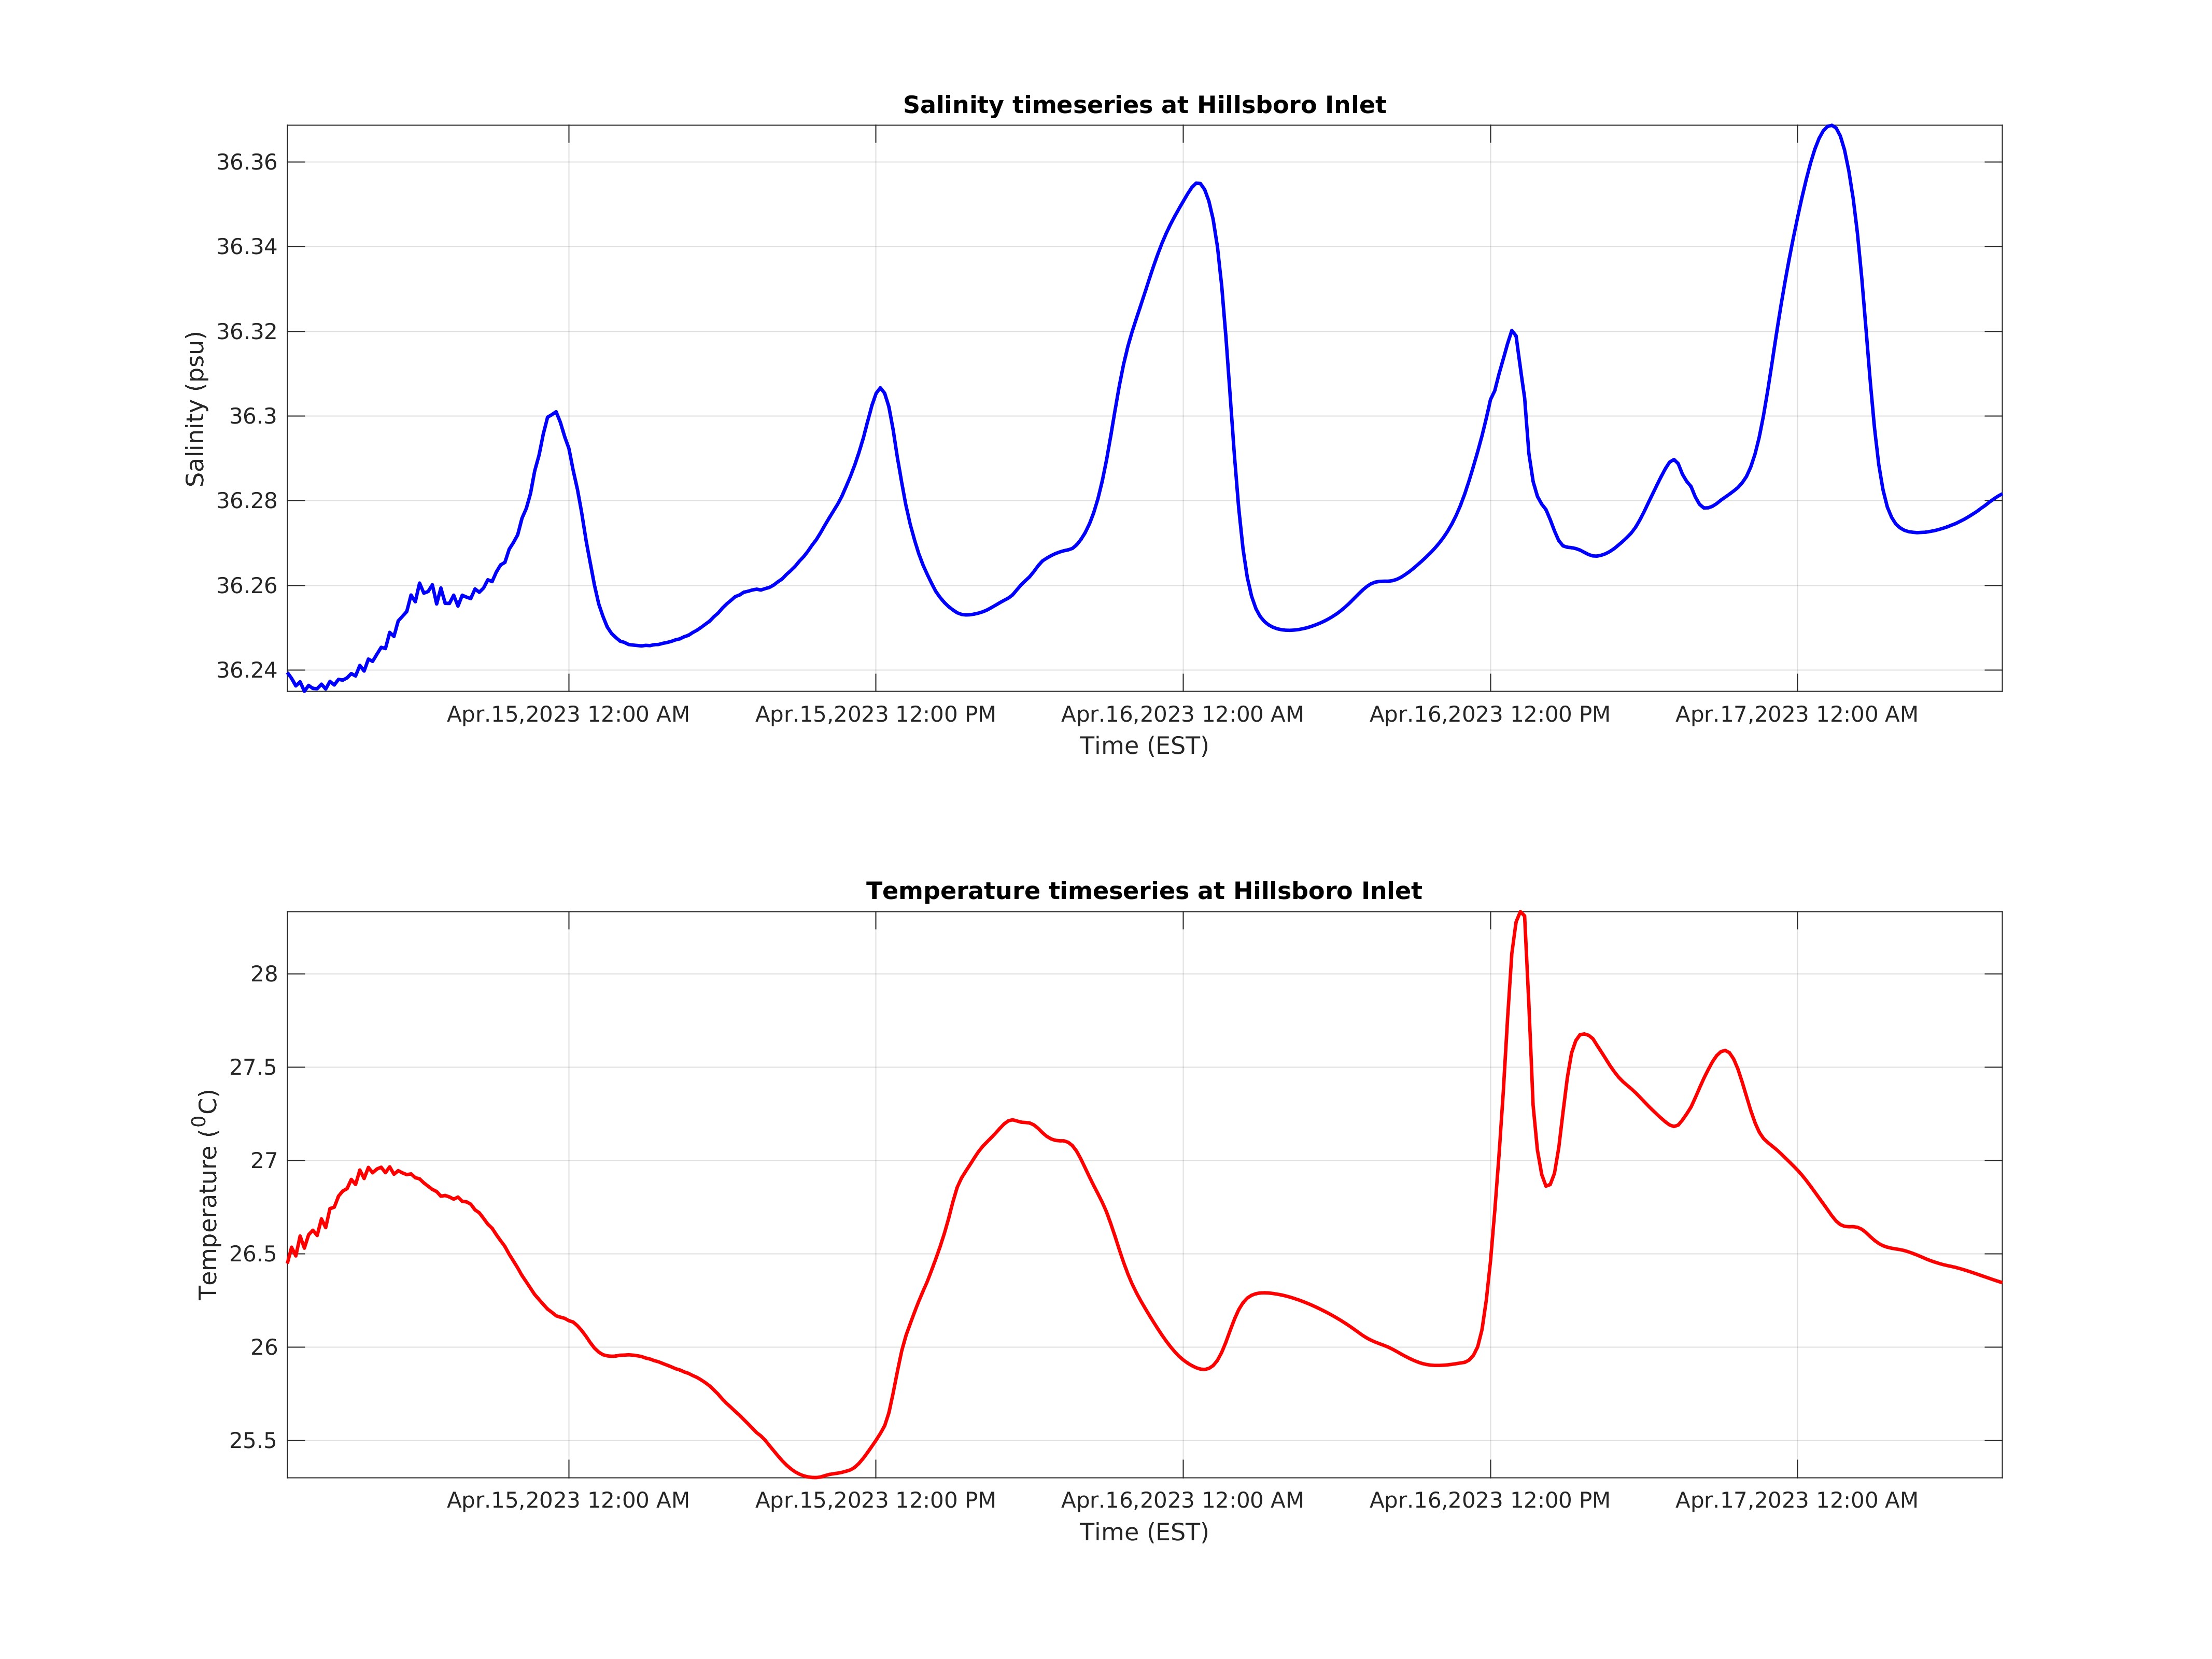 Salinity timeseries at Hillsboro Inlet
36.36
36.34
36.32
36.3
36.28
36.26
36.24
Salinity (psu)
Apr.15,2023 12:00 AM
Apr.15,2023 12:00 PM
Apr.16,2023 12:00 AM
Apr.16,2023 12:00 PM
Apr.17,2023 12:00 AM
Time (EST)
Temperature timeseries at Hillsboro Inlet
28
27.5
27
26.5
26
25.5
Temperature (⁰C)
Apr.15,2023 12:00 AM
Apr.15,2023 12:00 PM
Apr.16,2023 12:00 AM
Apr.16,2023 12:00 PM
Apr.17,2023 12:00 AM
Time (EST)